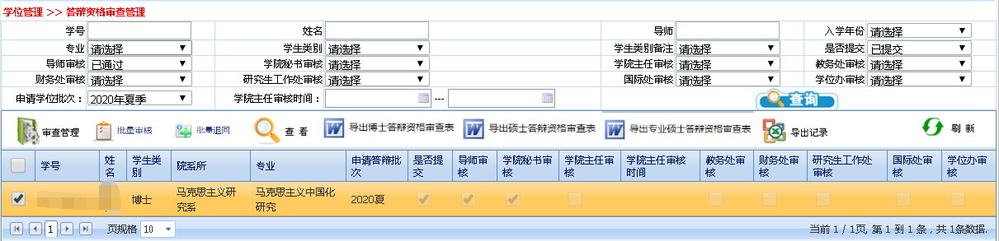 学位管理 >> 答辩资格审查管理
学号 姓名 导师 入学年份 请选择
专业 请选择 学生类别 请选择 学生类别备注 请选择 是否提交 已提交
导师审核 已通过 学院秘书审核 请选择 学院主任审核 请选择 教务处审核 请选择
财务处审核 请选择 研究生工作处审核 请选择 国际处审核 请选择 学位办审核 请选择
申请学位批次： 2020年夏季 学院主任审核时间： --- 查询
审查管理 批量审核 批量退回 查 看 导出博士答辩资格审查表 导出硕士答辩资格审查表 导出专业硕士答辩资格审查表 导出记录 刷 新
学号 姓名 学生类别 院系所 专业 申请答辩批次 是否提交 导师审核 学院秘书审核 学院主任审核 学院主任审核时间 教务处审核 财务处审核 研究生工作处审核 国际处审核 学位办审核
博士 马克思主义研究系 马克思主义中国化研究 2020夏
1 页规格 10 当前 1 / 1页, 第 1 到 1 条，共 1条数据.